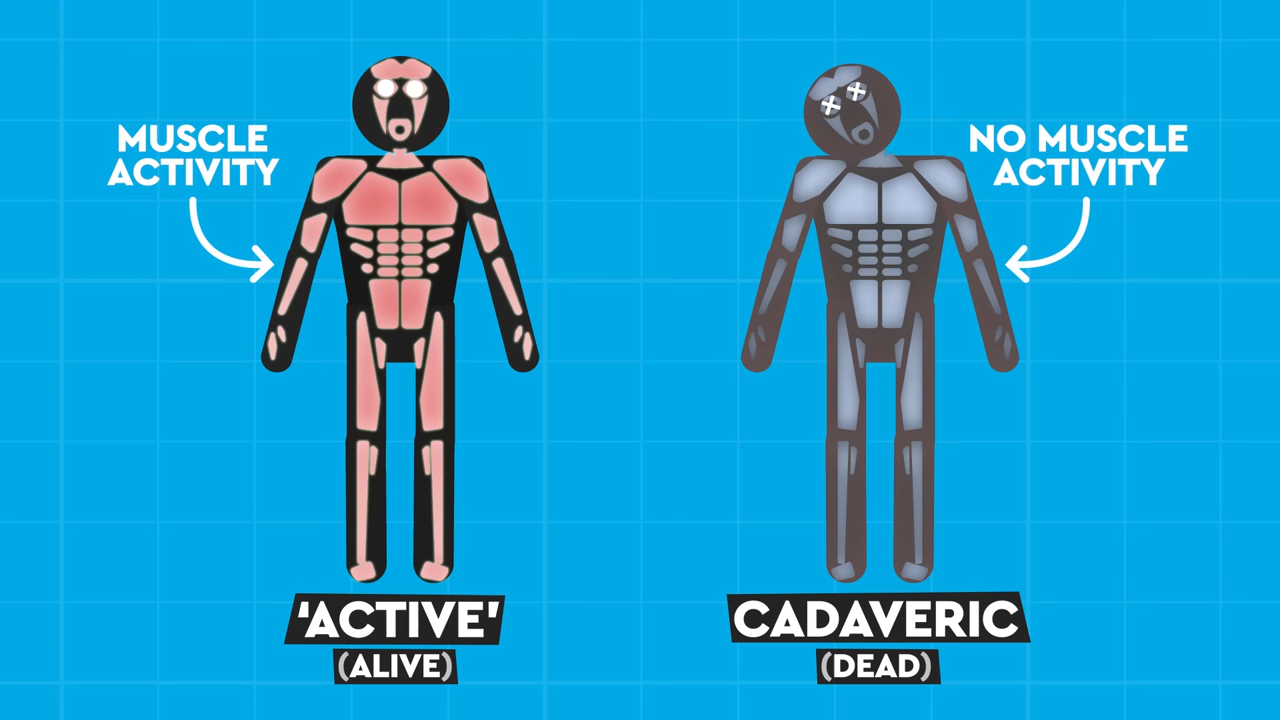 MUSCLE
ACTIVITY
NO MUSCLE
ACTIVITY
'ACTIVE'
(ALIVE)
CADAVERIC
(DEAD)